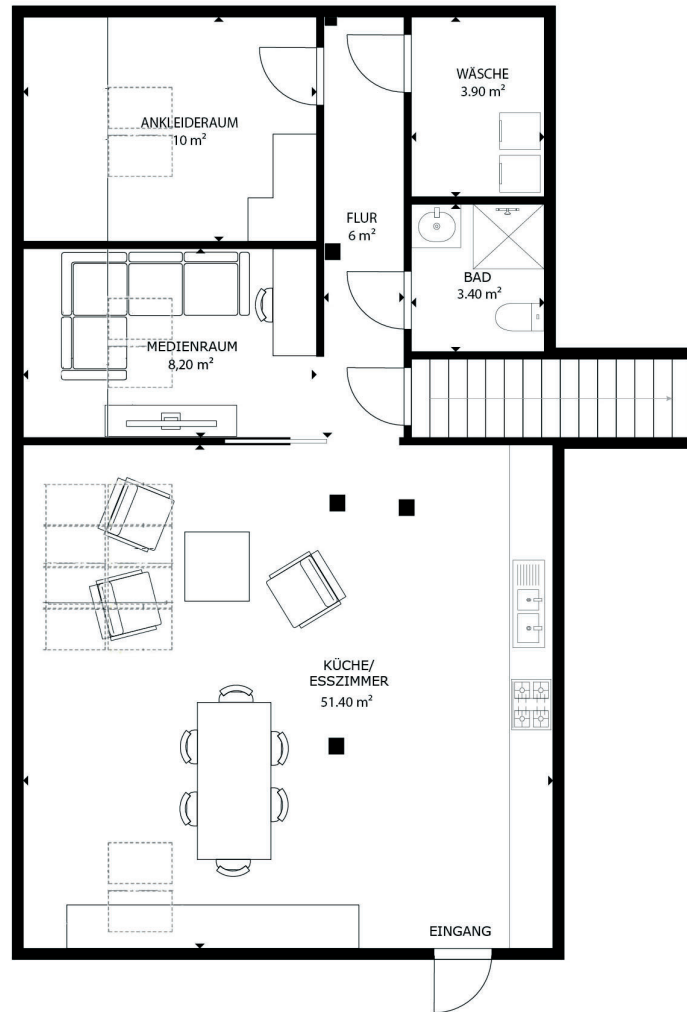 WÄSCHE
3.90 m²
ANKLEIDERAUM
10 m²
FLUR
6 m²
BAD
3.40 m²
MEDIENRAUM
8,20 m²
KÜCHE/
ESSZIMMER
51.40 m²
EINGANG